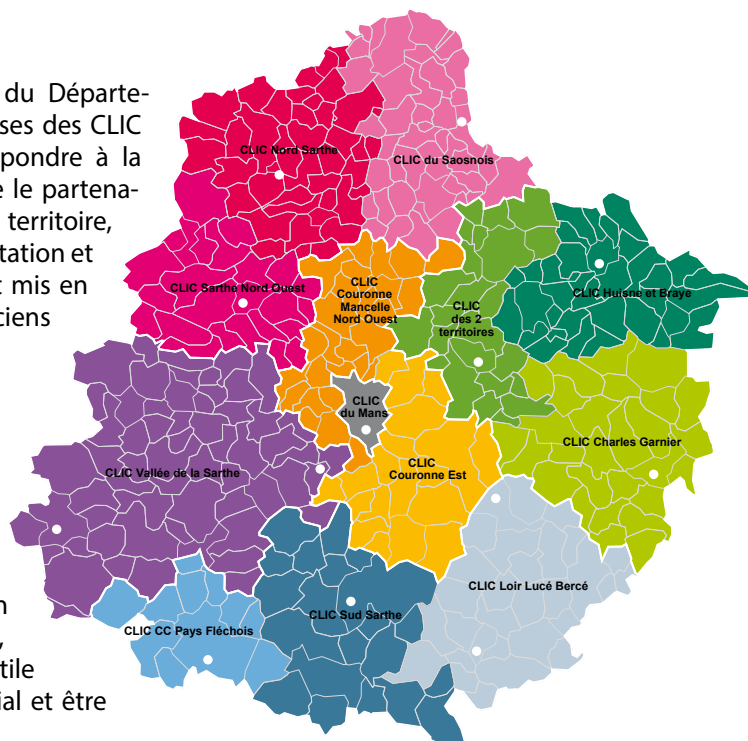 du Départe-
ses des CLIC
pondre à la
e le partena-
territoire,
tation et
mis en
ciens
n
,
tile
ial et être
CLIC Nord Sarthe
CLIC du Saosnois
CLIC Sarthe Nord Ouest
CLIC
Couronne
Mancelle
Nord Ouest
CLIC
des 2
territoires
CLIC Huisne et Braye
CLIC
du Mans
CLIC Charles Garnier
CLIC Vallée de la Sarthe
CLIC
Couronne Est
CLIC Loir Lucé Bercé
CLIC Sud Sarthe
CLIC CC Pays Fléchois